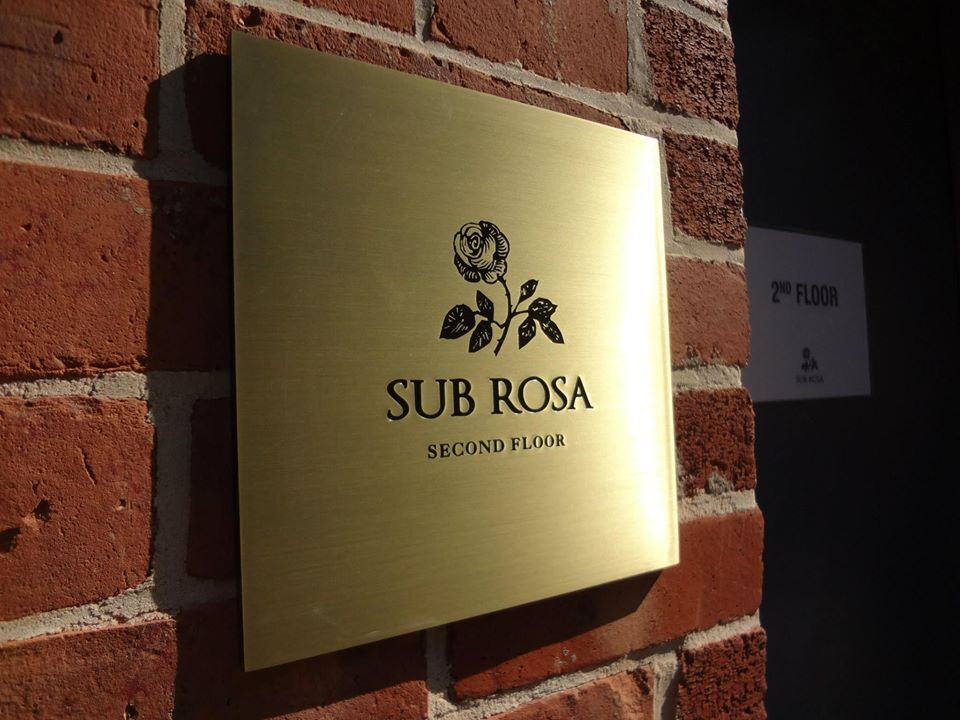 SUB ROSA
SECOND FLOOR
2ND FLOOR
SUB ROSA